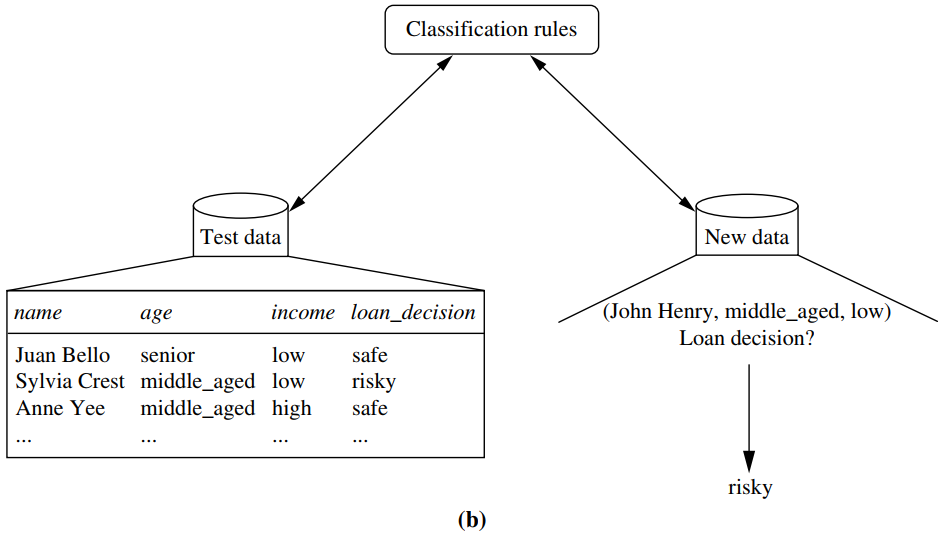 Classification rules
Test data
name age income loan_decision
Juan Bello senior low safe
Sylvia Crest middle_aged low risky
Anne Yee middle_aged high safe
... ... ... ...
New data
(John Henry, middle_aged, low)
Loan decision?
risky
(b)